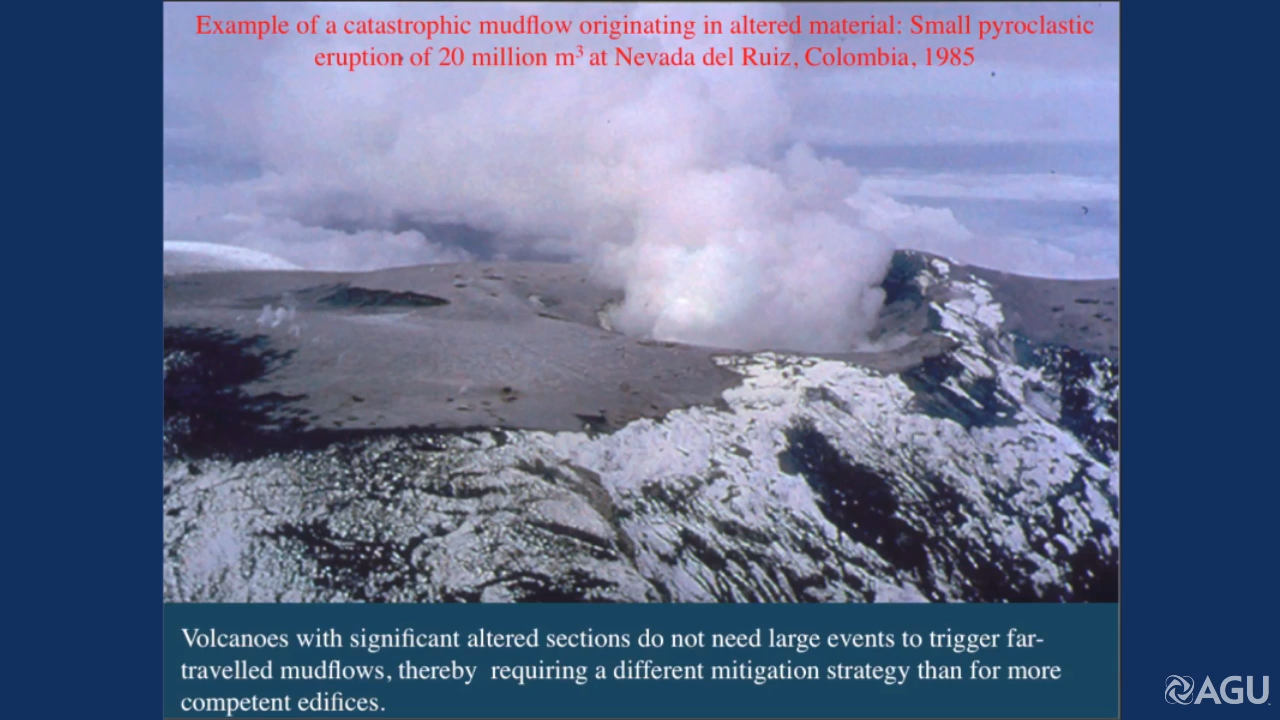 Example of a catastrophic mudflow originating in altered material: Small pyroclastic
eruption of 20 million m³ at Nevada del Ruiz, Colombia, 1985
Volcanoes with significant altered sections do not need large events to trigger far-
travelled mudflows, thereby requiring a different mitigation strategy than for more
competent edifices.
AGU